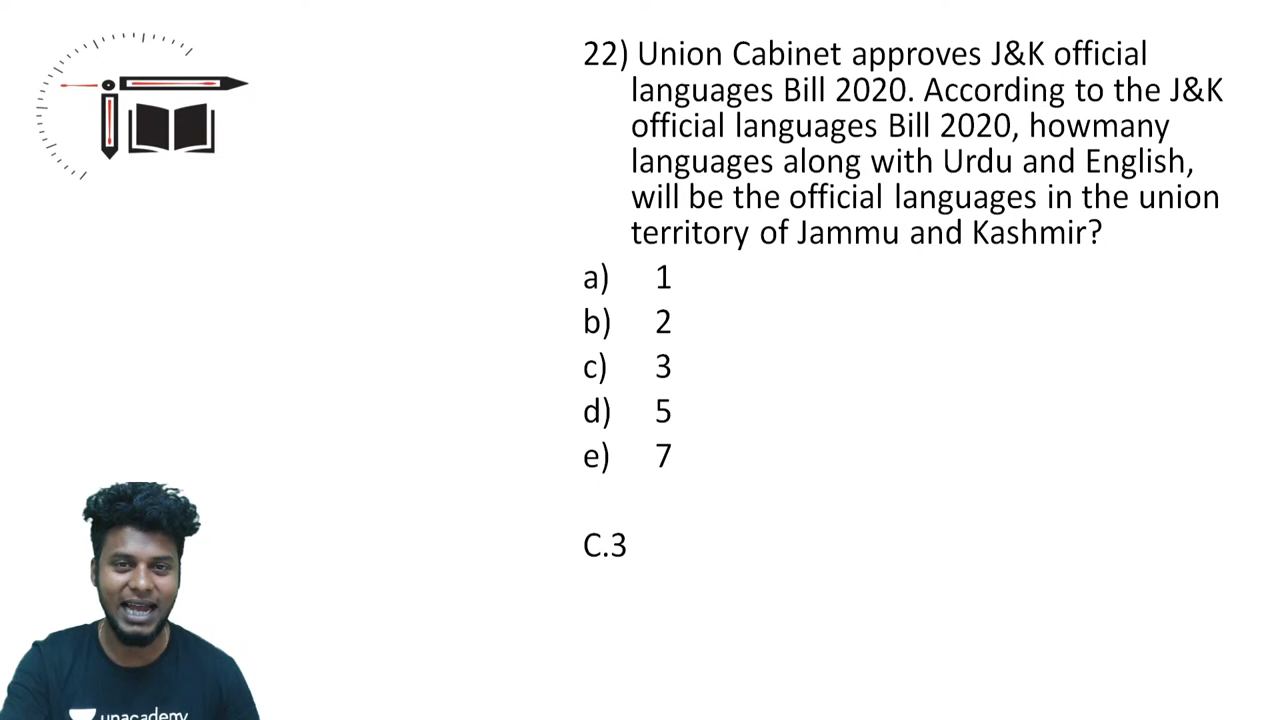 22) Union Cabinet approves J&K official
languages Bill 2020. According to the J&K
official languages Bill 2020, howmany
languages along with Urdu and English,
will be the official languages in the union
territory of Jammu and Kashmir?
a) 1
b) 2
c) 3
d) 5
e) 7
C.3
unacademy